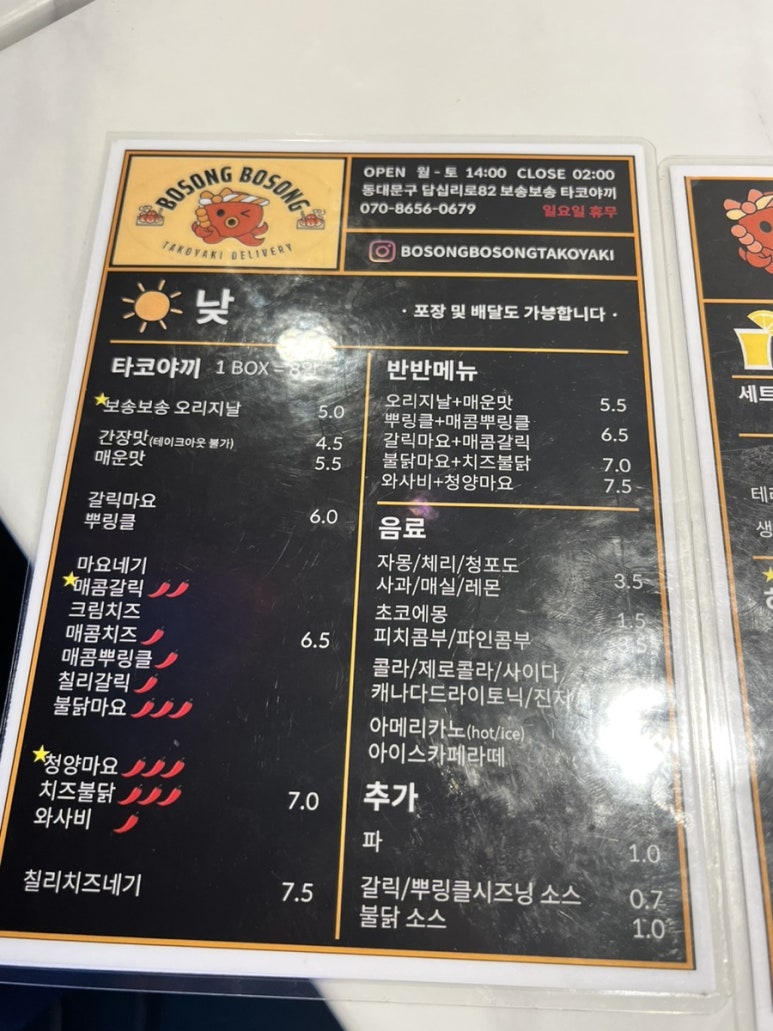 BOSONG BOSONG
TAKOYAKI DELIVERY
OPEN 월-토 14:00 CLOSE 02:00
동대문구 답십리로82 보송보송 타코야끼
070-8656-0679 일요일 휴무
BOSONGBOSONGTAKOYAKI
낮
· 포장 및 배달도 가능합니다 ·
타코야끼 1 BOX
보송보송 오리지날 5.0
간장맛(테이크아웃 불가) 4.5
매운맛 5.5
갈릭마요
뿌링클 6.0
마요네기
매콤갈릭
크림치즈
매콤치즈 6.5
매콤뿌링클
칠리갈릭
불닭마요
청양마요
치즈불닭 7.0
와사비
칠리치즈네기 7.5
반반메뉴
오리지날+매운맛 5.5
뿌링클+매콤뿌링클
갈릭마요+매콤갈릭 6.5
불닭마요+치즈불닭 7.0
와사비+청양마요 7.5
음료
자몽/체리/청포도
사과/매실/레몬 3.5
초코에몽 1.5
피치콤부/파인콤부 3.5
콜라/제로콜라/사이다
캐나다드라이토닉/진저
아메리카노(hot/ice)
아이스카페라떼
추가
파 1.0
갈릭/뿌링클시즈닝 소스 0.7
불닭 소스 1.0
세트
생